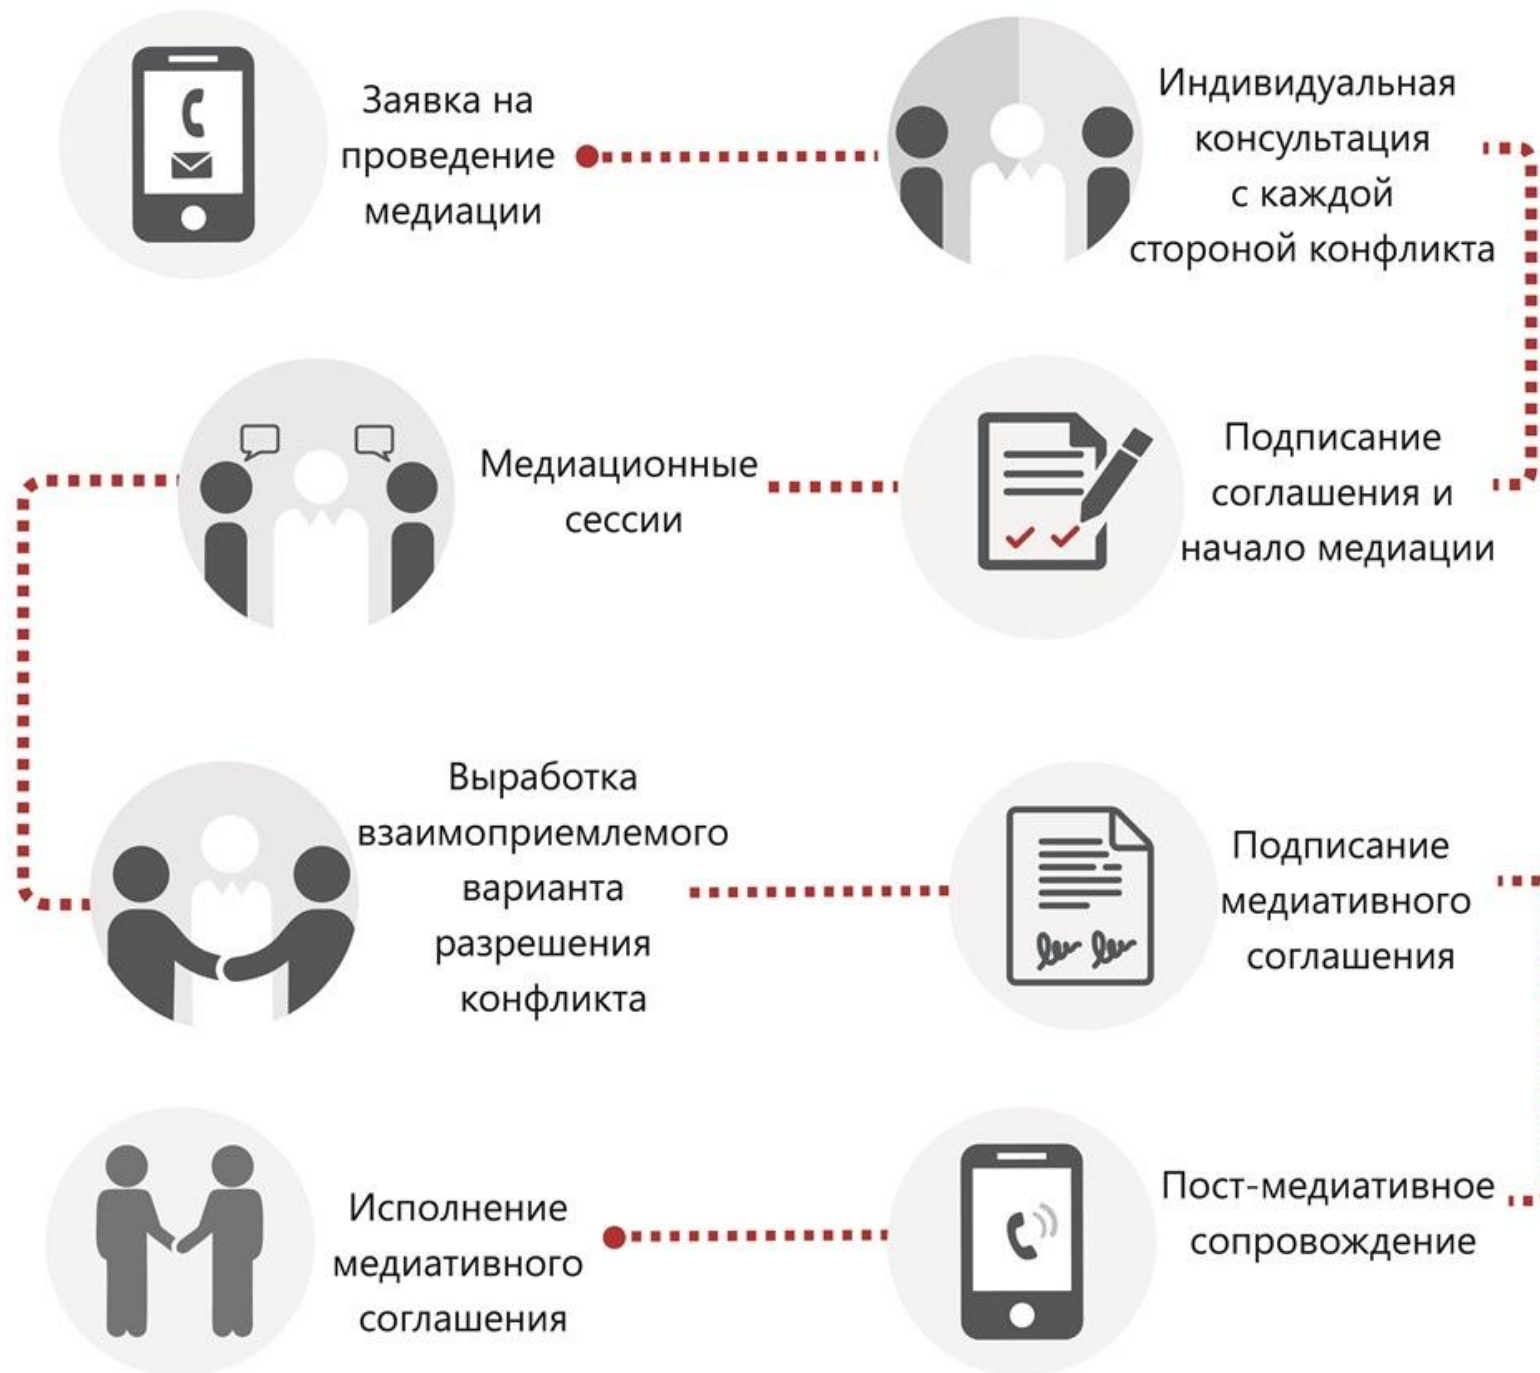 Заявка на
проведение
медиации
Индивидуальная
консультация
с каждой
стороной конфликта
Подписание
соглашения и
начало медиации
Медиационные
сессии
Выработка
взаимоприемлемого
варианта
разрешения
конфликта
Подписание
медиативного
соглашения
Пост-медиативное
сопровождение
Исполнение
медиативного
соглашения